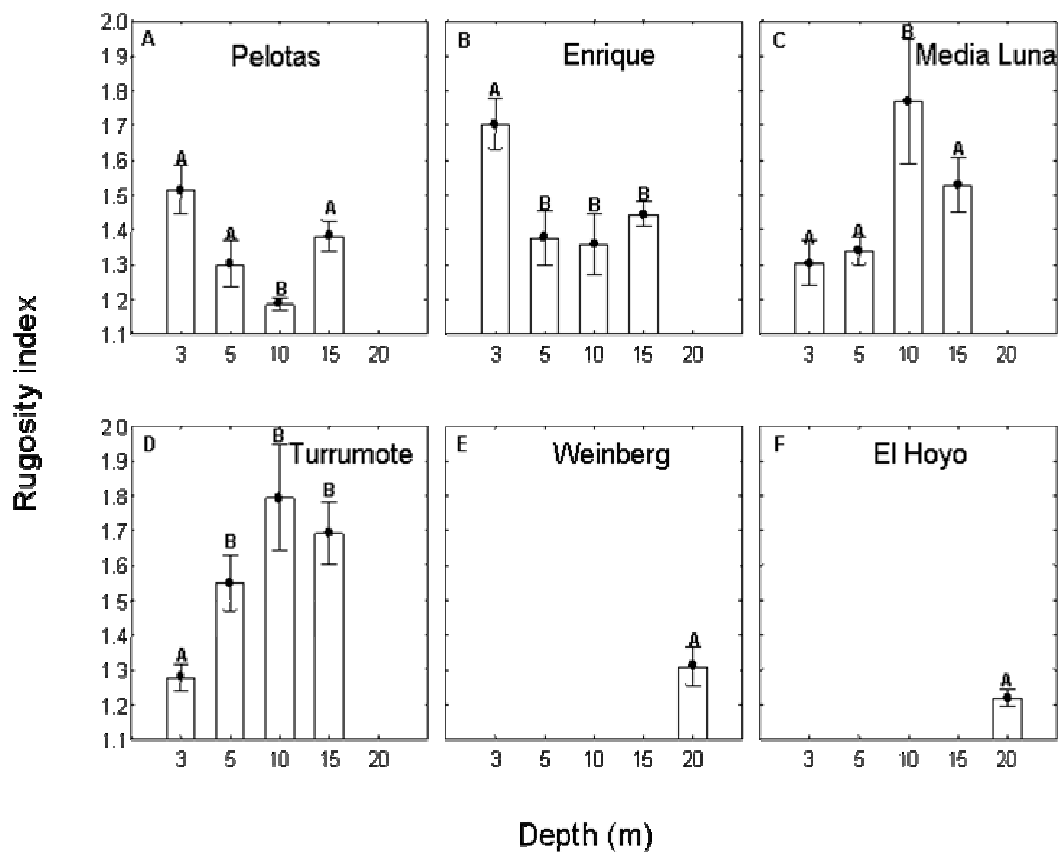 Rugosity index
A
Pelotas
2.0
1.9
1.8
1.7
1.6
1.5
1.4
1.3
1.2
1.1
A
A
B
A
3 5 10 15 20
B
Enrique
A
B
B
B
3 5 10 15 20
C
Media Luna
A
A
B
A
3 5 10 15 20
D
Turrumote
2.0
1.9
1.8
1.7
1.6
1.5
1.4
1.3
1.2
1.1
A
B
B
B
3 5 10 15 20
E
Weinberg
A
3 5 10 15 20
F
El Hoyo
A
3 5 10 15 20
Depth (m)